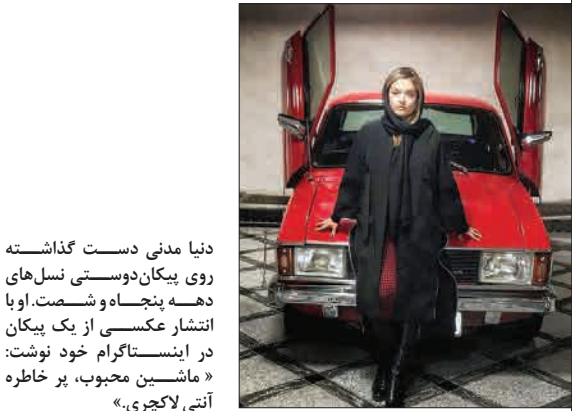 دنیا مدنی دست گذاشته
روی پیکان‌دوستی نسل‌های
دهه پنجاه و شصت. او با
انتشار عکسی از یک پیکان
در اینستاگرام خود نوشت:
« ماشین محبوب، پر خاطره
آنتی لاکچری.»